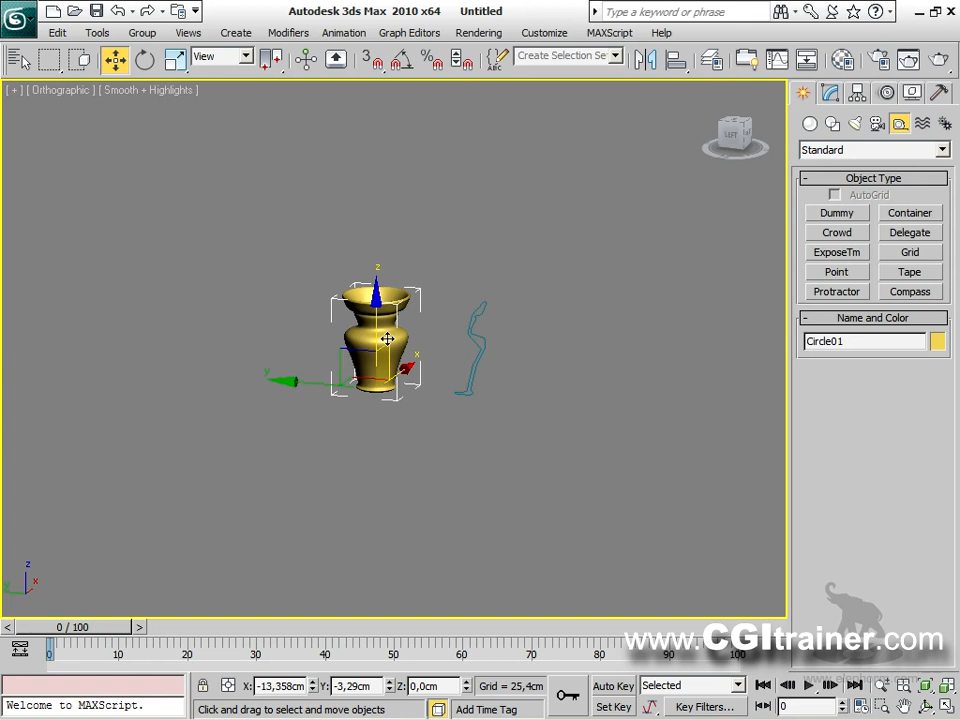 Autodesk 3ds Max 2010 x64 Untitled
Type a keyword or phrase
Edit Tools Group Views Create Modifiers Animation Graph Editors Rendering Customize MAXScript Help
View
3
%
ABC
Create Selection Se
[ + ] [ Orthographic ] [ Smooth + Highlights ]
LEFT
Standard
- Object Type
AutoGrid
Dummy Container
Crowd Delegate
ExposeTm Grid
Point Tape
Protractor Compass
- Name and Color
Circle01
z
x
y
z
x
y
< 0 / 100 >
0 10 20 30 40 50 60 70 80 90 100
www.CGItrainer.com
X: -13,358cm Y: -3,29cm Z: 0,0cm Grid = 25,4cm
Auto Key Selected
Welcome to MAXScript.
Click and drag to select and move objects
Add Time Tag
Set Key Key Filters... 0